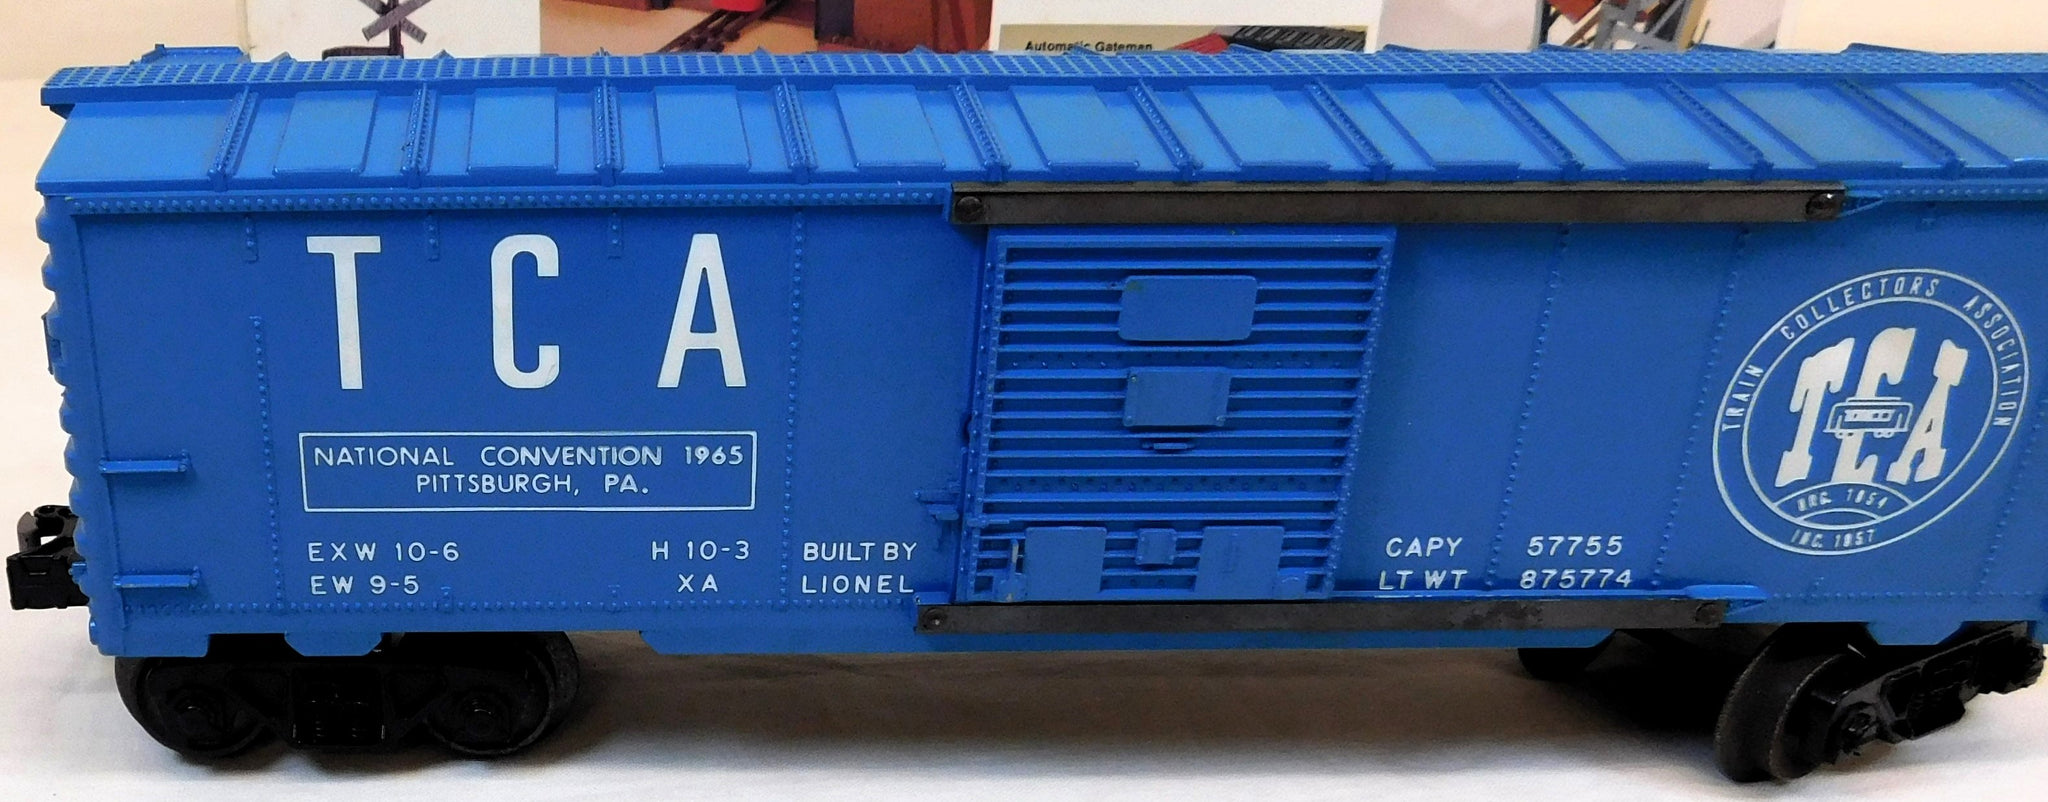 Automatic Gateman
T C A
NATIONAL CONVENTION 1965
PITTSBURGH, PA.
EXW 10-6 H 10-3 BUILT BY
EW 9-5 XA LIONEL
CAPY 57755
LT WT 875774
TRAIN COLLECTORS ASSOCIATION
TCA
ORG. 1954
INC. 1957